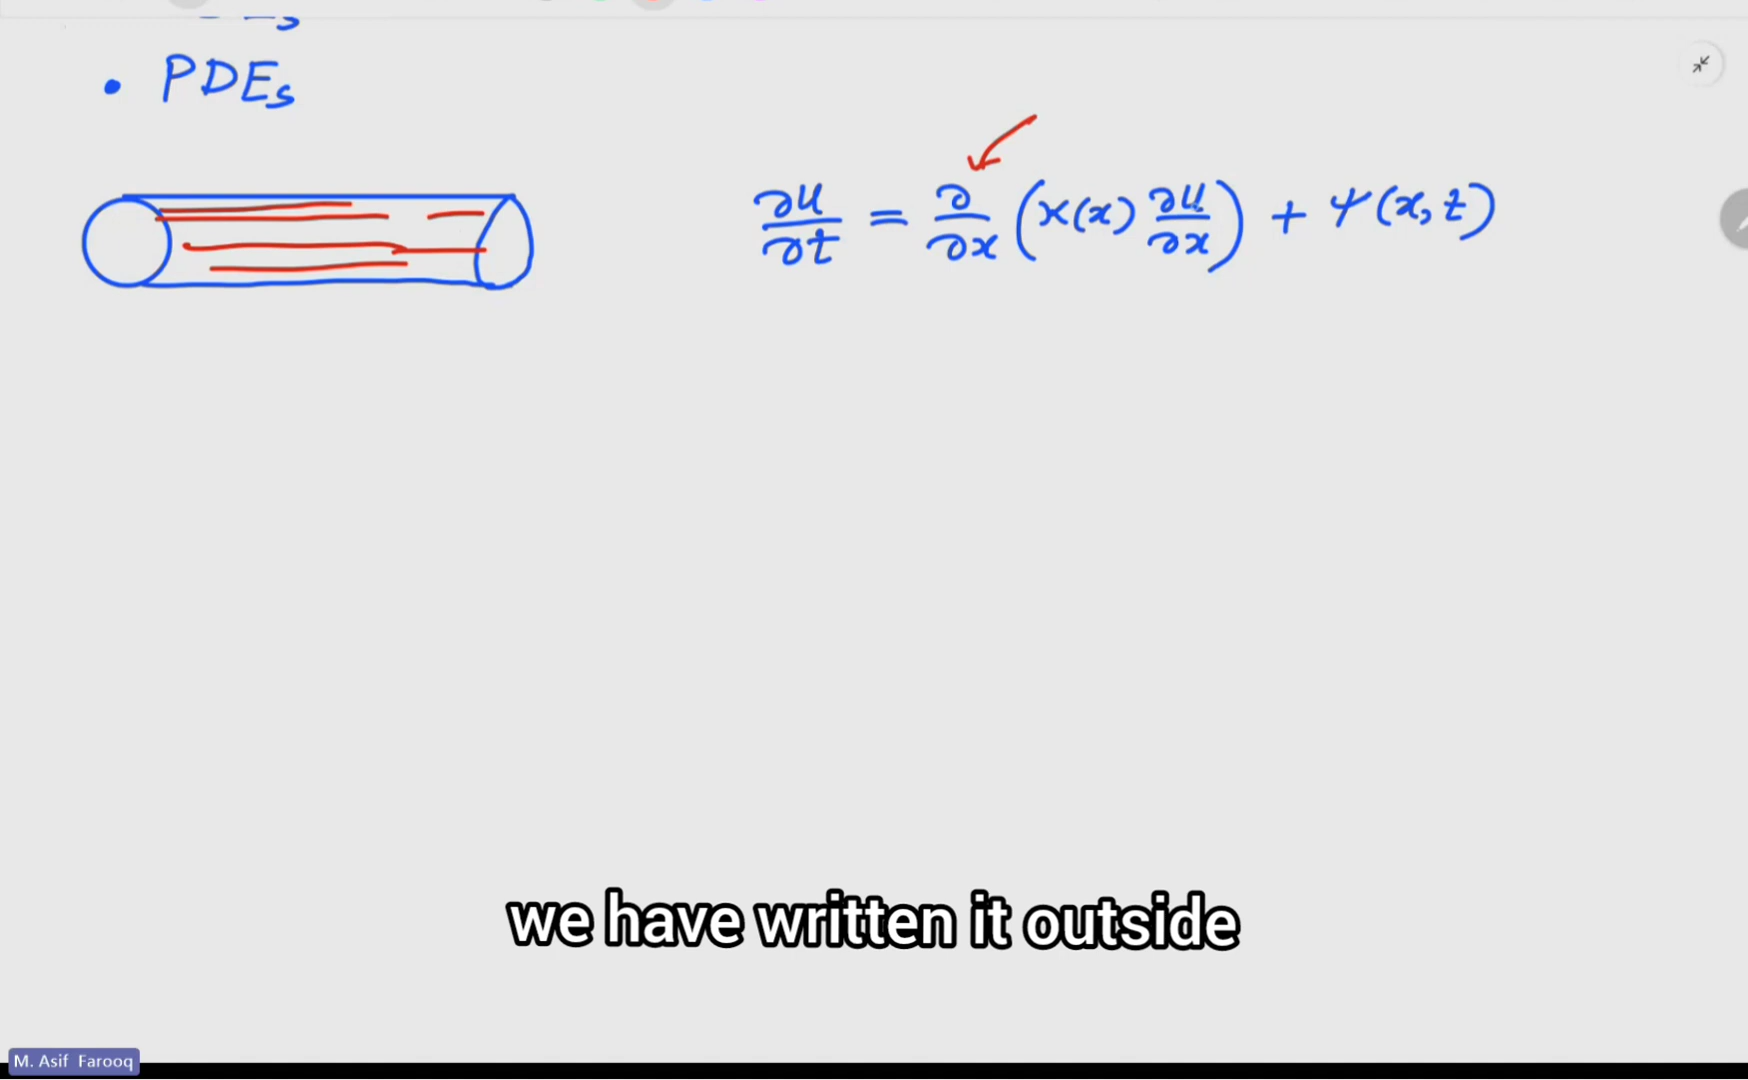 • PDEs
∂u/∂t = ∂/∂x (x(x) ∂u/∂x) + ψ(x, t)
we have written it outside
M. Asif Farooq